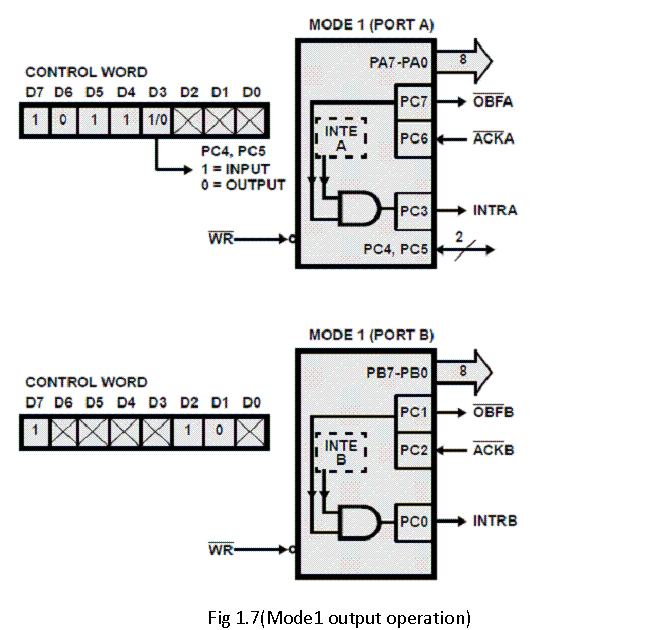 MODE 1 (PORT A)
CONTROL WORD
D7 D6 D5 D4 D3 D2 D1 D0
1 0 1 1 1/0
PC4, PC5
1 = INPUT
0 = OUTPUT
WR
PA7-PA0
8
PC7
OBFA
INTE
A
PC6
ACKA
PC3
INTRA
PC4, PC5
2
MODE 1 (PORT B)
CONTROL WORD
D7 D6 D5 D4 D3 D2 D1 D0
1 1 0
WR
PB7-PB0
8
PC1
OBFB
INTE
B
PC2
ACKB
PC0
INTRB
Fig 1.7(Mode1 output operation)